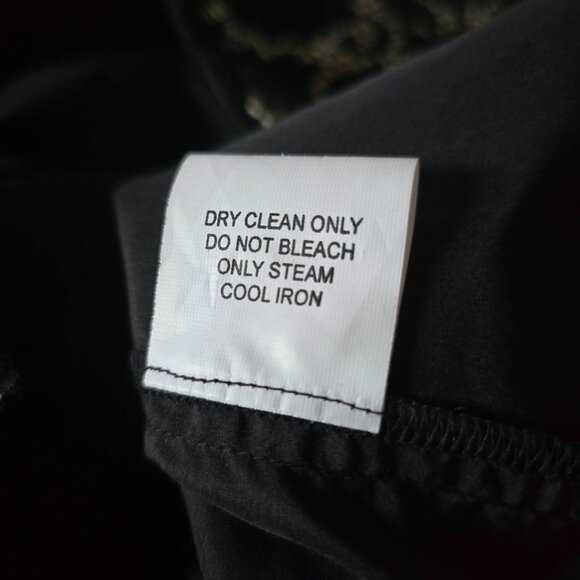 DRY CLEAN ONLY
DO NOT BLEACH
ONLY STEAM
COOL IRON